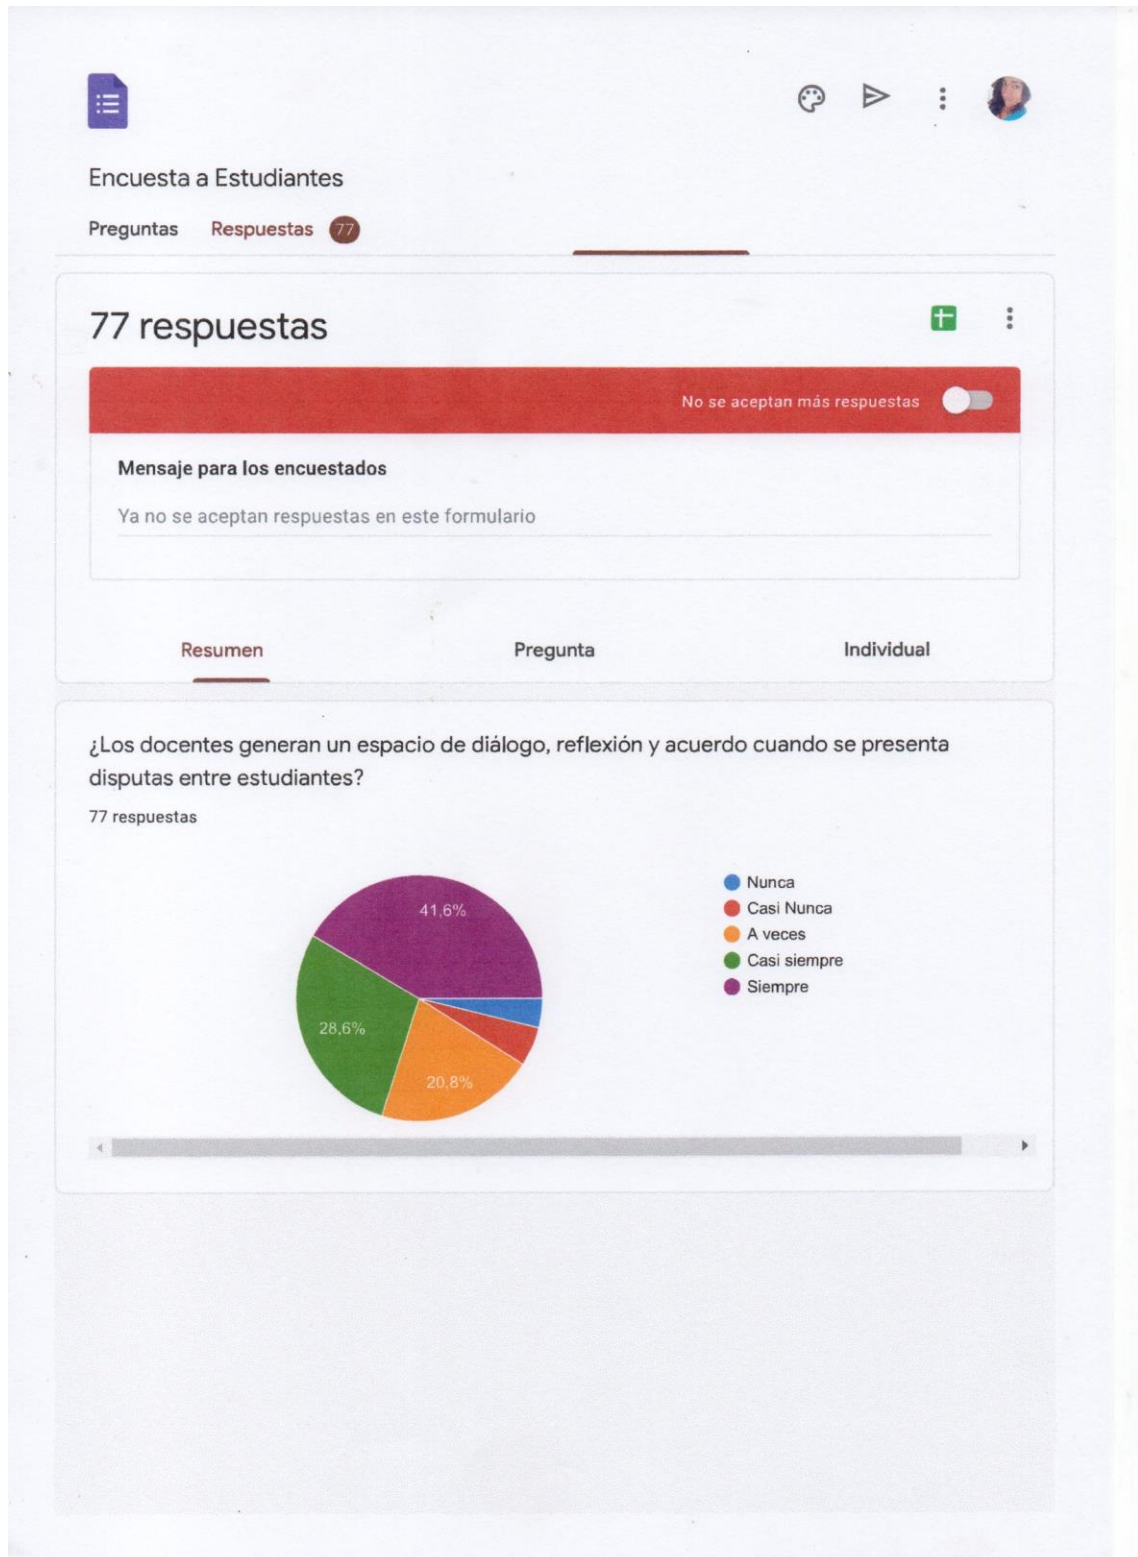 Encuesta a Estudiantes
Preguntas Respuestas 77
77 respuestas
No se aceptan más respuestas
Mensaje para los encuestados
Ya no se aceptan respuestas en este formulario
Resumen Pregunta Individual
¿Los docentes generan un espacio de diálogo, reflexión y acuerdo cuando se presenta
disputas entre estudiantes?
77 respuestas
41,6%
28,6%
20,8%
Nunca
Casi Nunca
A veces
Casi siempre
Siempre